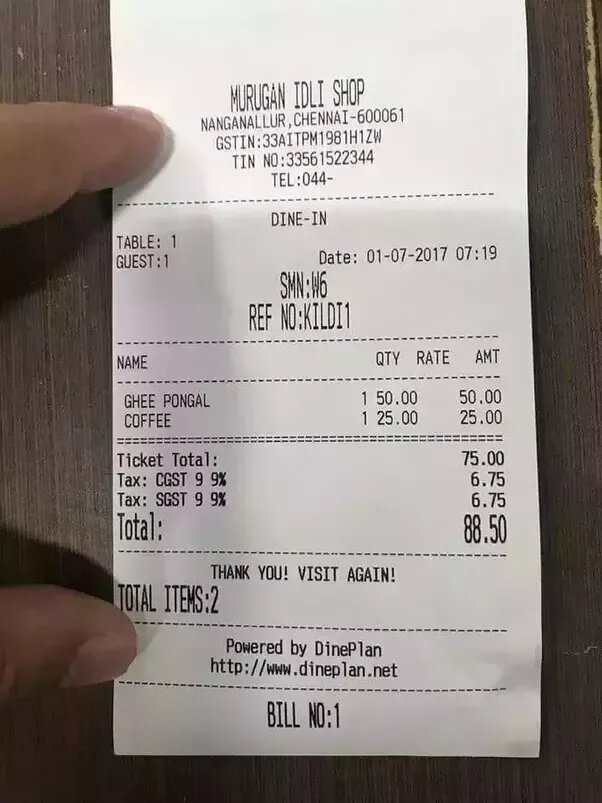 MURUGAN IDLI SHOP
NANGANALLUR,CHENNAI-600061
GSTIN:33AITPM1981H1ZW
TIN NO:33561522344
TEL:044-
DINE-IN
TABLE: 1
GUEST:1 Date: 01-07-2017 07:19
SMN:W6
REF NO:KILDI1
NAME QTY RATE AMT
GHEE PONGAL 1 50.00 50.00
COFFEE 1 25.00 25.00
Ticket Total: 75.00
Tax: CGST 9 9% 6.75
Tax: SGST 9 9% 6.75
Total: 88.50
THANK YOU! VISIT AGAIN!
TOTAL ITEMS:2
Powered by DinePlan
http://www.dineplan.net
BILL NO:1